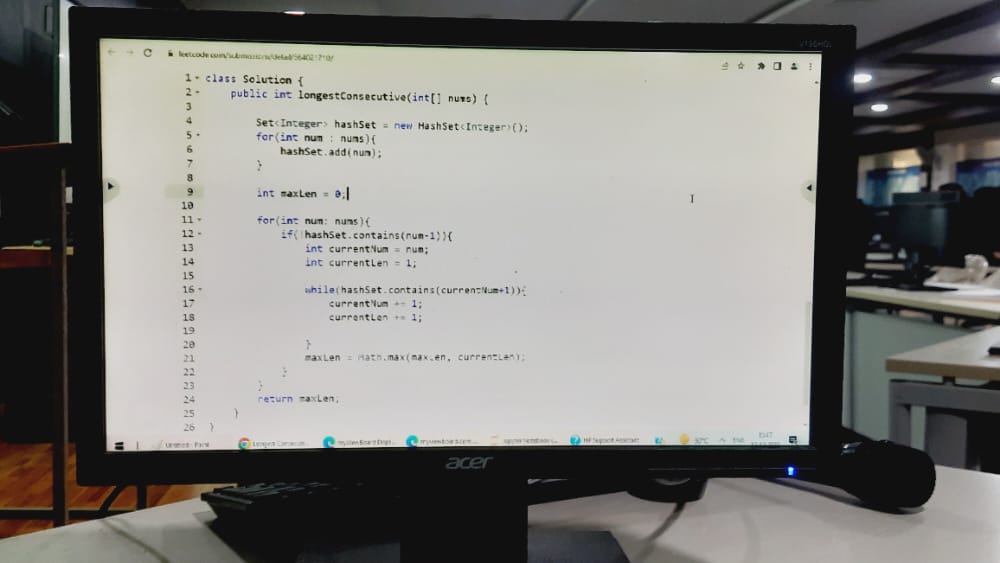 V196HQL
leetcode.com/submissions/detail/564021710/
1 class Solution {
2 public int longestConsecutive(int[] nums) {
3
4 Set<Integer> hashSet = new HashSet<Integer>();
5 for(int num : nums){
6 hashSet.add(num);
7 }
8
9 int maxLen = 0;
10
11 for(int num: nums){
12 if(!hashSet.contains(num-1)){
13 int currentNum = num;
14 int currentLen = 1;
15
16 while(hashSet.contains(currentNum+1)){
17 currentNum += 1;
18 currentLen += 1;
19
20 }
21 maxLen = Math.max(maxLen, currentLen);
22 }
23 }
24 return maxLen;
25 }
26 }
Untitled - Paint Longest Consecuti... myViewBoard Disp... myviewboard.com... Jupyter Notebook HP Support Assistant 30°C ENG
acer